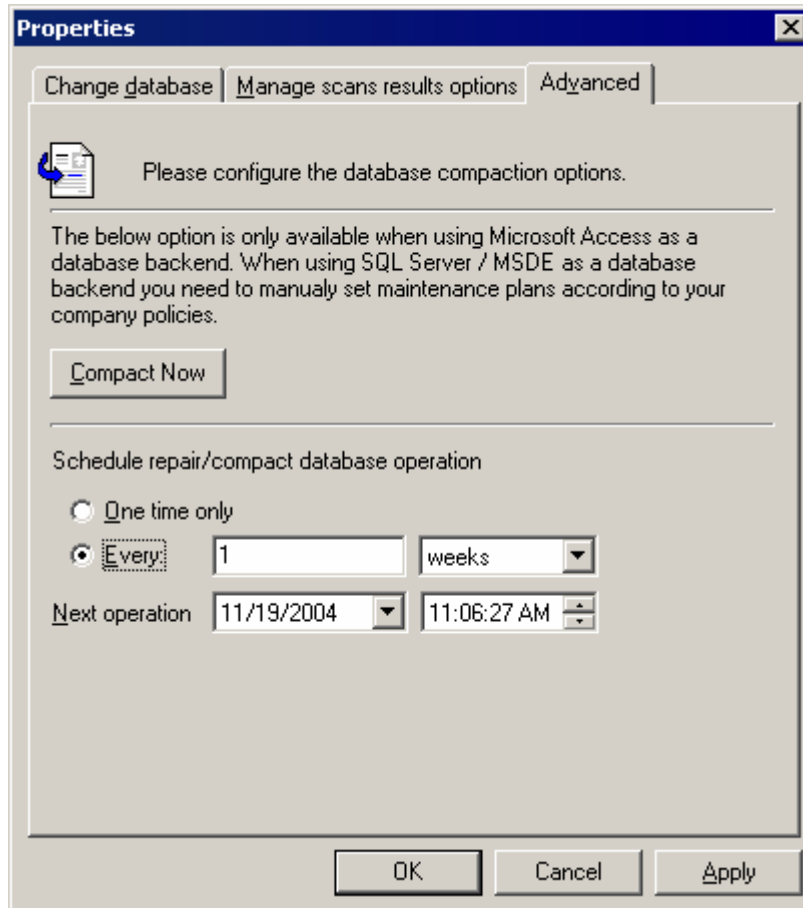 Properties
Change database
Manage scans results options
Advanced
Please configure the database compaction options.
The below option is only available when using Microsoft Access as a
database backend. When using SQL Server / MSDE as a database
backend you need to manualy set maintenance plans according to your
company policies.
Compact Now
Schedule repair/compact database operation
One time only
Every: 1 weeks
Next operation 11/19/2004 11:06:27 AM
OK Cancel Apply